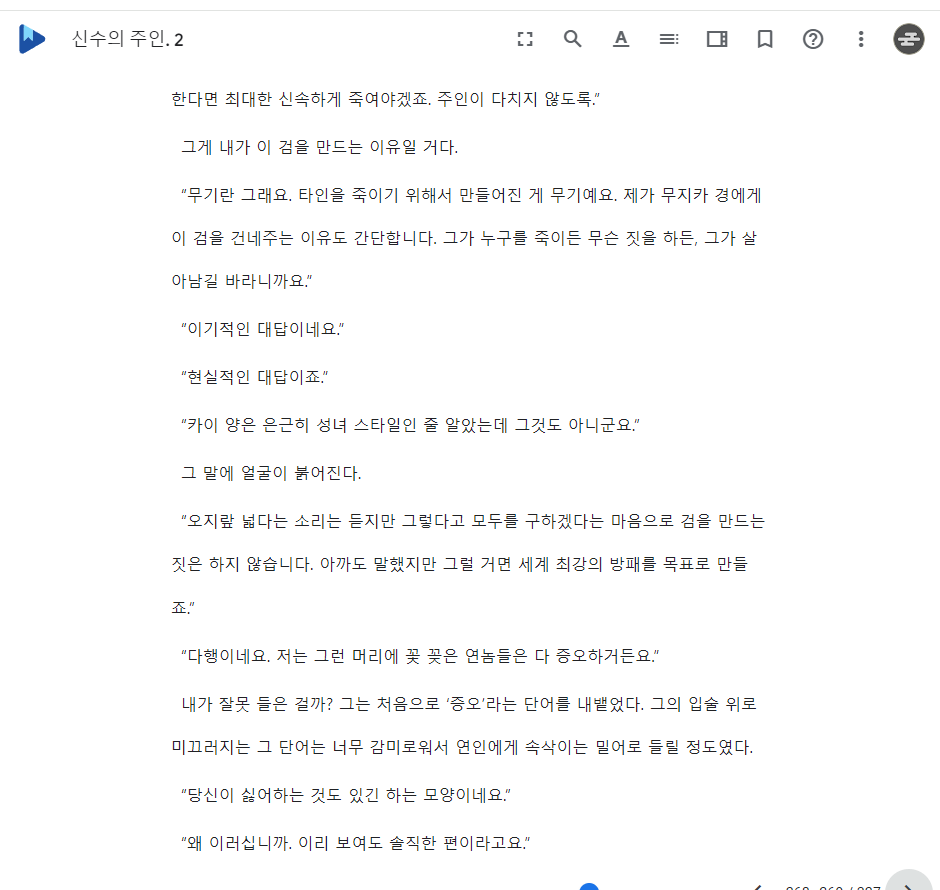 신수의 주인. 2
한다면 최대한 신속하게 죽여야겠죠. 주인이 다치지 않도록.”
그게 내가 이 검을 만드는 이유일 거다.
“무기란 그래요. 타인을 죽이기 위해서 만들어진 게 무기예요. 제가 무지카 경에게
이 검을 건네주는 이유도 간단합니다. 그가 누구를 죽이든 무슨 짓을 하든, 그가 살
아남길 바라니까요.”
“이기적인 대답이네요.”
“현실적인 대답이죠.”
“카이 양은 은근히 성녀 스타일인 줄 알았는데 그것도 아니군요.”
그 말에 얼굴이 붉어진다.
“오지랖 넓다는 소리는 듣지만 그렇다고 모두를 구하겠다는 마음으로 검을 만드는
짓은 하지 않습니다. 아까도 말했지만 그럴 거면 세계 최강의 방패를 목표로 만들
죠.”
“다행이네요. 저는 그런 머리에 꽃 꽂은 연놈들은 다 증오하거든요.”
내가 잘못 들은 걸까? 그는 처음으로 ‘증오’라는 단어를 내뱉었다. 그의 입술 위로
미끄러지는 그 단어는 너무 감미로워서 연인에게 속삭이는 밀어로 들릴 정도였다.
“당신이 싫어하는 것도 있긴 하는 모양이네요.”
“왜 이러십니까. 이리 보여도 솔직한 편이라고요.”